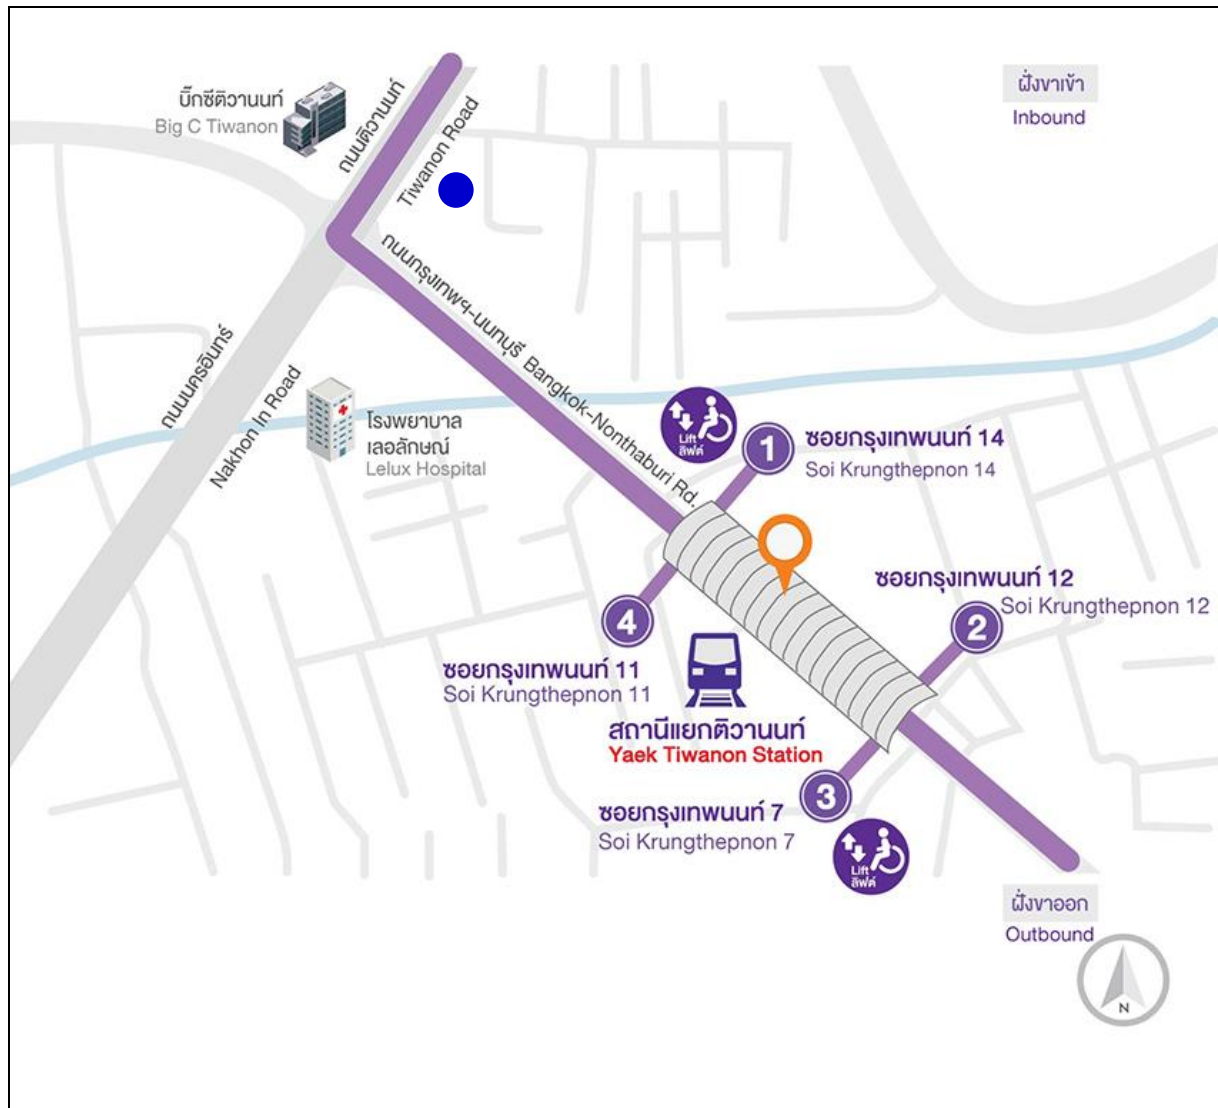 บิ๊กซีติวานนท์
Big C Tiwanon
ถนนติวานนท์
Tiwanon Road
ฝั่งขาเข้า
Inbound
ถนนกรุงเทพฯ-นนทบุรี Bangkok-Nonthaburi Rd.
ถนนนครอินทร์
Nakhon In Road
โรงพยาบาล
เลอลักษณ์
Lelux Hospital
Lift
ลิฟต์
1
ซอยกรุงเทพนนท์ 14
Soi Krungthepnon 14
ซอยกรุงเทพนนท์ 12
Soi Krungthepnon 12
2
4
ซอยกรุงเทพนนท์ 11
Soi Krungthepnon 11
สถานีแยกติวานนท์
Yaek Tiwanon Station
3
ซอยกรุงเทพนนท์ 7
Soi Krungthepnon 7
Lift
ลิฟต์
ฝั่งขาออก
Outbound
N